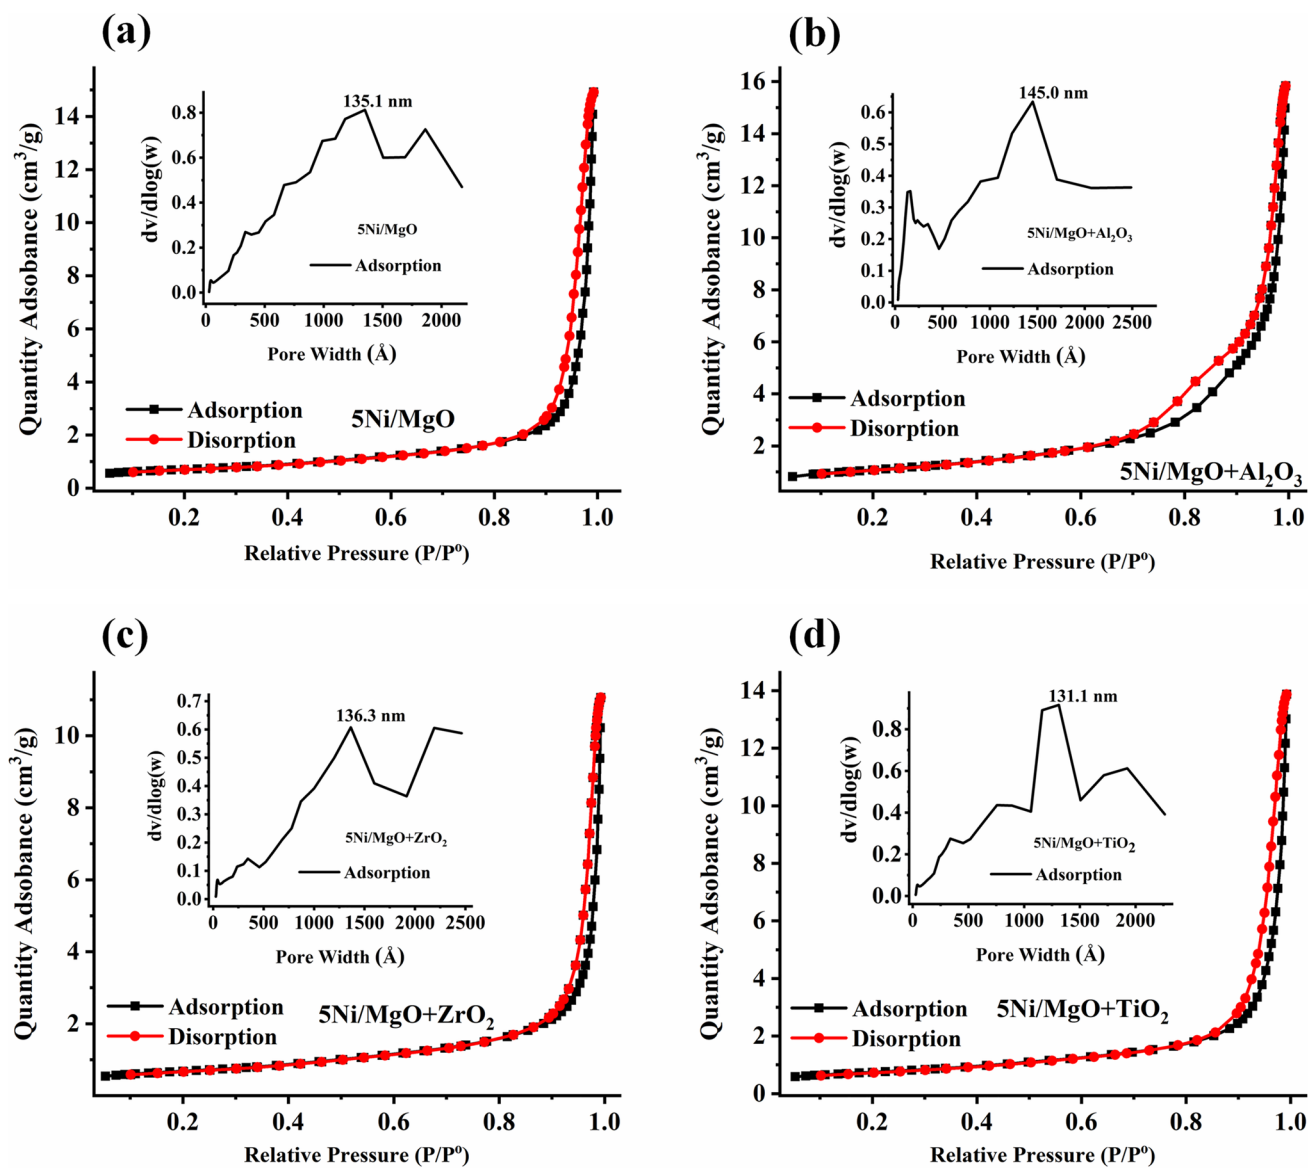 (a)
Quantity Adsobance (cm³/g)
14
12
10
8
6
4
2
0
0.2
0.4
0.6
0.8
1.0
Relative Pressure (P/Pº)
Adsorption
Disorption
5Ni/MgO
dv/dlog(w)
0.8
0.6
0.4
0.2
0.0
0
500
1000
1500
2000
Pore Width (Å)
135.1 nm
5Ni/MgO
Adsorption
(b)
Quantity Adsobance (cm³/g)
16
14
12
10
8
6
4
2
0.2
0.4
0.6
0.8
1.0
Relative Pressure (P/Pº)
Adsorption
Disorption
5Ni/MgO+Al₂O₃
dv/dlog(w)
0.6
0.5
0.4
0.3
0.2
0.1
0.0
0
500
1000
1500
2000
2500
Pore Width (Å)
145.0 nm
5Ni/MgO+Al₂O₃
Adsorption
(c)
Quantity Adsobance (cm³/g)
10
8
6
4
2
0.2
0.4
0.6
0.8
1.0
Relative Pressure (P/Pº)
Adsorption
Disorption
5Ni/MgO+ZrO₂
dv/dlog(w)
0.7
0.6
0.5
0.4
0.3
0.2
0.1
0.0
0
500
1000
1500
2000
2500
Pore Width (Å)
136.3 nm
5Ni/MgO+ZrO₂
Adsorption
(d)
Quantity Adsobance (cm³/g)
14
12
10
8
6
4
2
0
0.2
0.4
0.6
0.8
1.0
Relative Pressure (P/Pº)
Adsorption
Disorption
5Ni/MgO+TiO₂
dv/dlog(w)
0.8
0.6
0.4
0.2
0.0
0
500
1000
1500
2000
Pore Width (Å)
131.1 nm
5Ni/MgO+TiO₂
Adsorption